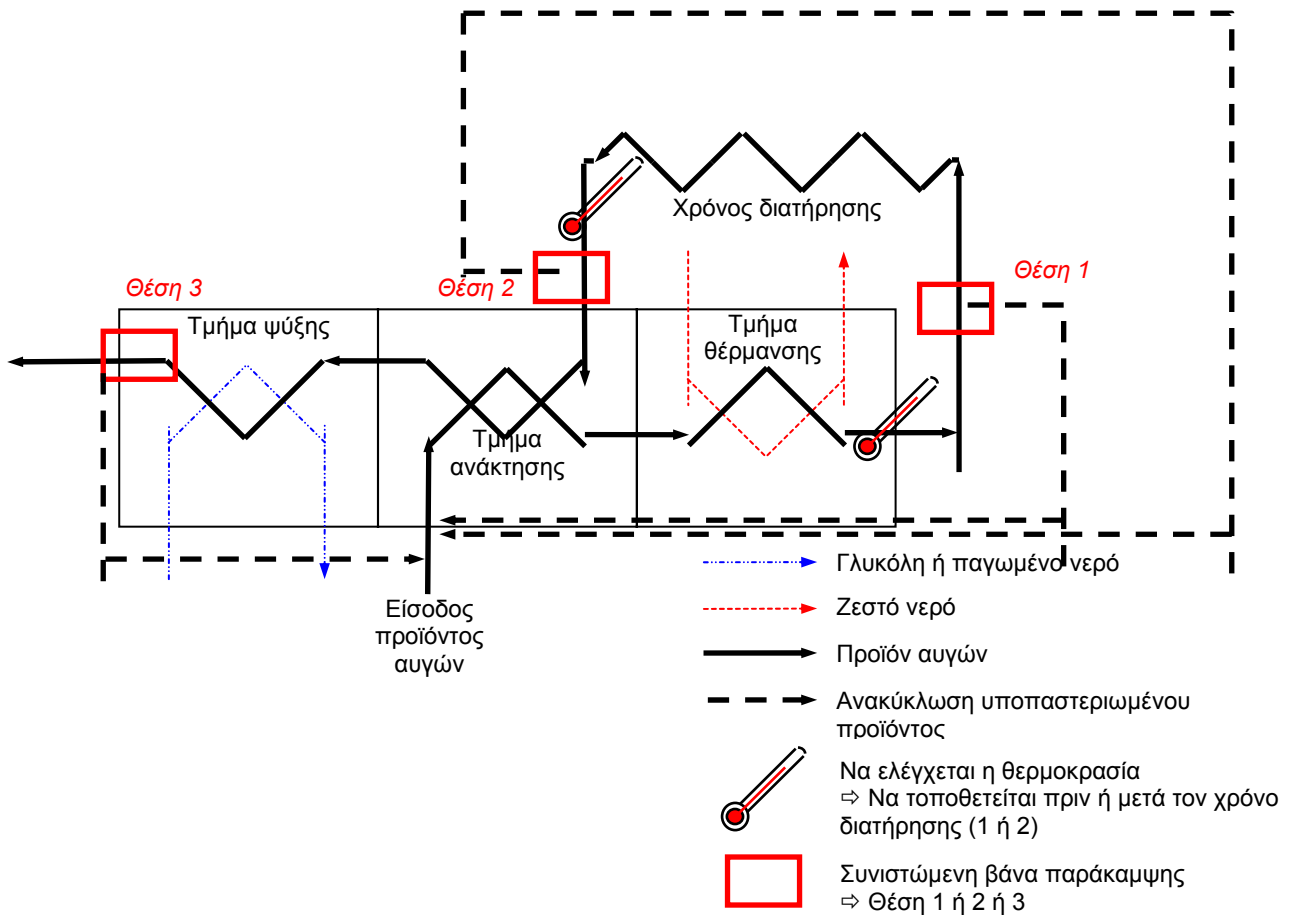 Χρόνος διατήρησης
Θέση 1
Θέση 3
Θέση 2
Τμήμα ψύξης
Τμήμα
θέρμανσης
Τμήμα
ανάκτησης
Είσοδος
προϊόντος
αυγών
Γλυκόλη ή παγωμένο νερό
Ζεστό νερό
Προϊόν αυγών
Ανακύκλωση υποπαστεριωμένου
προϊόντος
Να ελέγχεται η θερμοκρασία
⇨ Να τοποθετείται πριν ή μετά τον χρόνο
διατήρησης (1 ή 2)
Συνιστώμενη βάνα παράκαμψης
⇨ Θέση 1 ή 2 ή 3